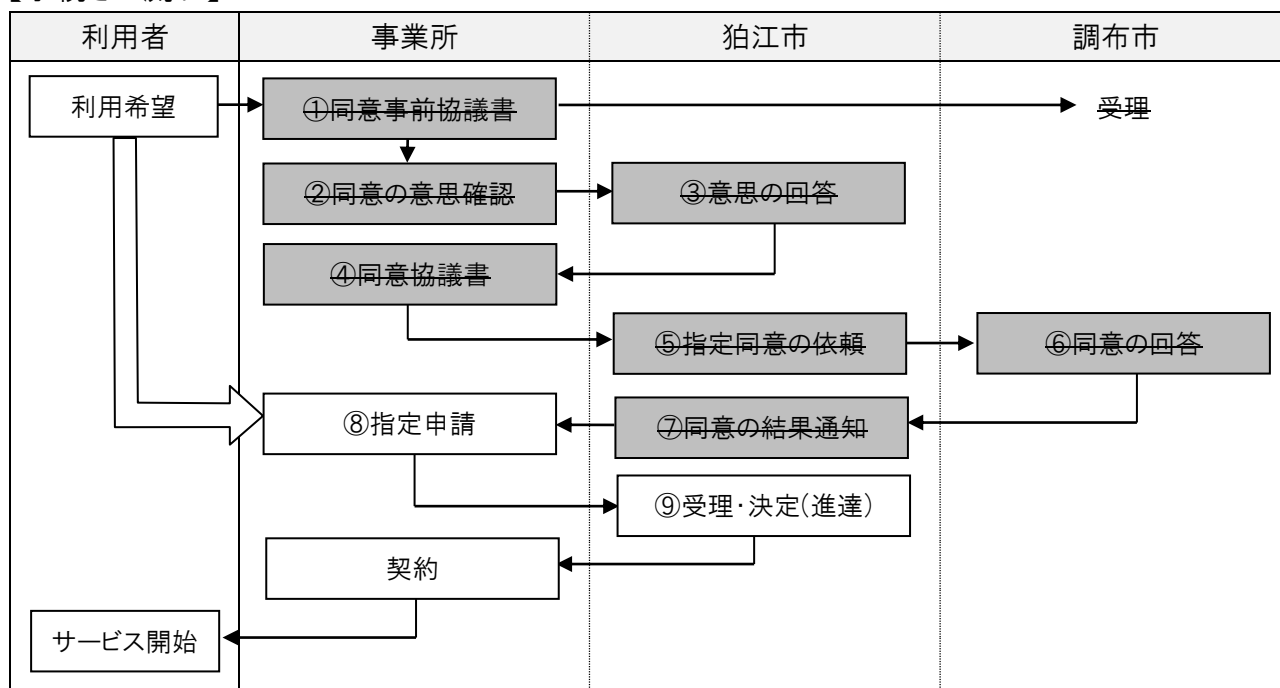 利用者 事業所 狛江市 調布市
利用希望 ①同意事前協議書 受理
②同意の意思確認 ③意思の回答
④同意協議書
⑤指定同意の依頼 ⑥同意の回答
⑧指定申請 ⑦同意の結果通知
⑨受理・決定(進達)
契約
サービス開始